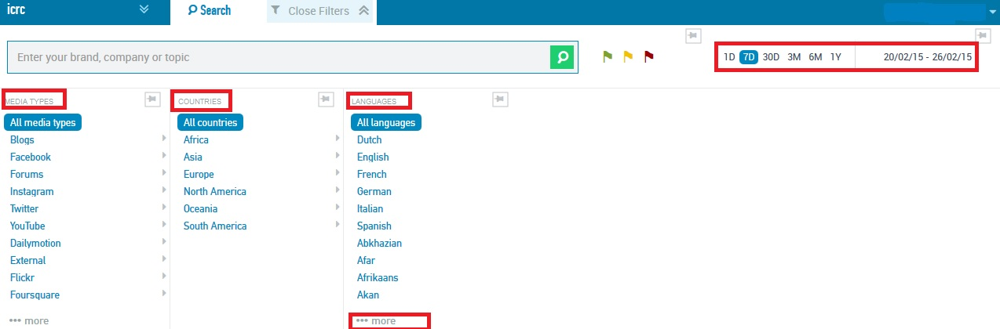 icrc
Search
Close Filters
Enter your brand, company or topic
1D 7D 30D 3M 6M 1Y 20/02/15 - 26/02/15
MEDIA TYPES
All media types
Blogs
Facebook
Forums
Instagram
Twitter
YouTube
Dailymotion
External
Flickr
Foursquare
••• more
COUNTRIES
All countries
Africa
Asia
Europe
North America
Oceania
South America
LANGUAGES
All languages
Dutch
English
French
German
Italian
Spanish
Abkhazian
Afar
Afrikaans
Akan
••• more